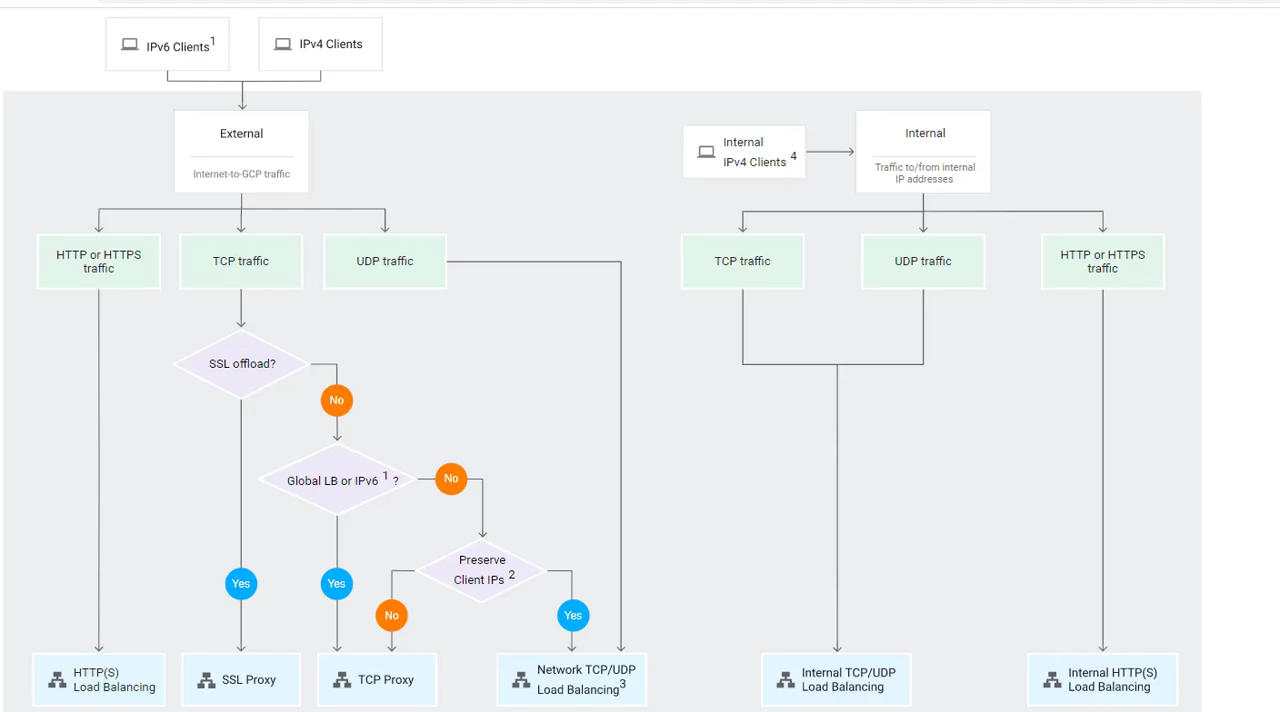 IPv6 Clients1
IPv4 Clients
External
Internet-to-GCP traffic
Internal
IPv4 Clients 4
Internal
Traffic to/from internal
IP addresses
HTTP or HTTPS
traffic
TCP traffic
UDP traffic
TCP traffic
UDP traffic
HTTP or HTTPS
traffic
SSL offload?
No
Global LB or IPv6 1 ?
No
Preserve
Client IPs 2
Yes
Yes
No
Yes
HTTP(S)
Load Balancing
SSL Proxy
TCP Proxy
Network TCP/UDP
Load Balancing3
Internal TCP/UDP
Load Balancing
Internal HTTP(S)
Load Balancing